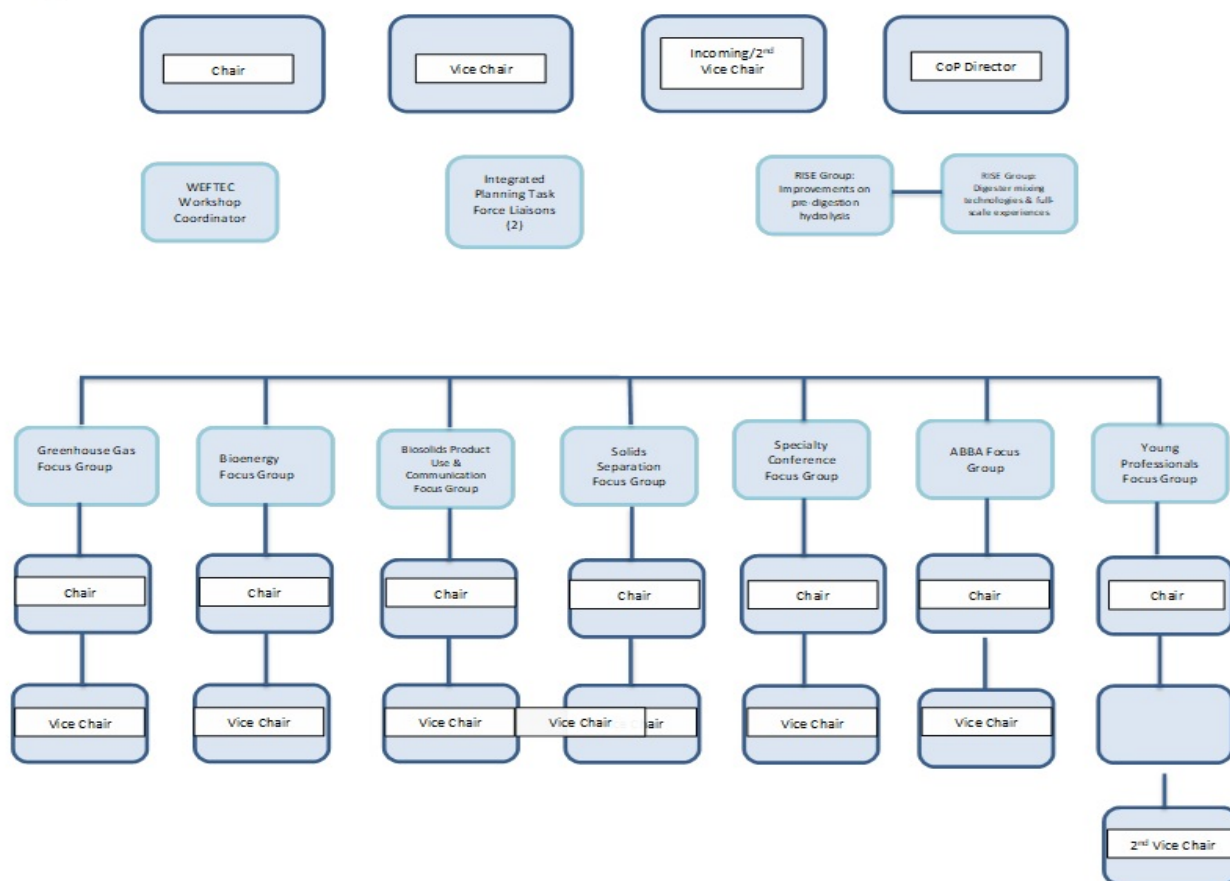 Chair
Vice Chair
Incoming/2nd
Vice Chair
CoP Director
WEFTEC
Workshop
Coordinator
Integrated
Planning Task
Force Liaisons
(2)
RISE Group:
Improvements on
pre-digestion
hydrolysis
RISE Group:
Digester mixing
technologies & full-
scale experiences
Greenhouse Gas
Focus Group
Bioenergy
Focus Group
Biosolids Product
Use &
Communication
Focus Group
Solids
Separation
Focus Group
Specialty
Conference
Focus Group
ABBA Focus
Group
Young
Professionals
Focus Group
Chair
Chair
Chair
Chair
Chair
Chair
Chair
Vice Chair
Vice Chair
Vice Chair
Vice Chair
Chair
Vice Chair
Vice Chair
2nd Vice Chair